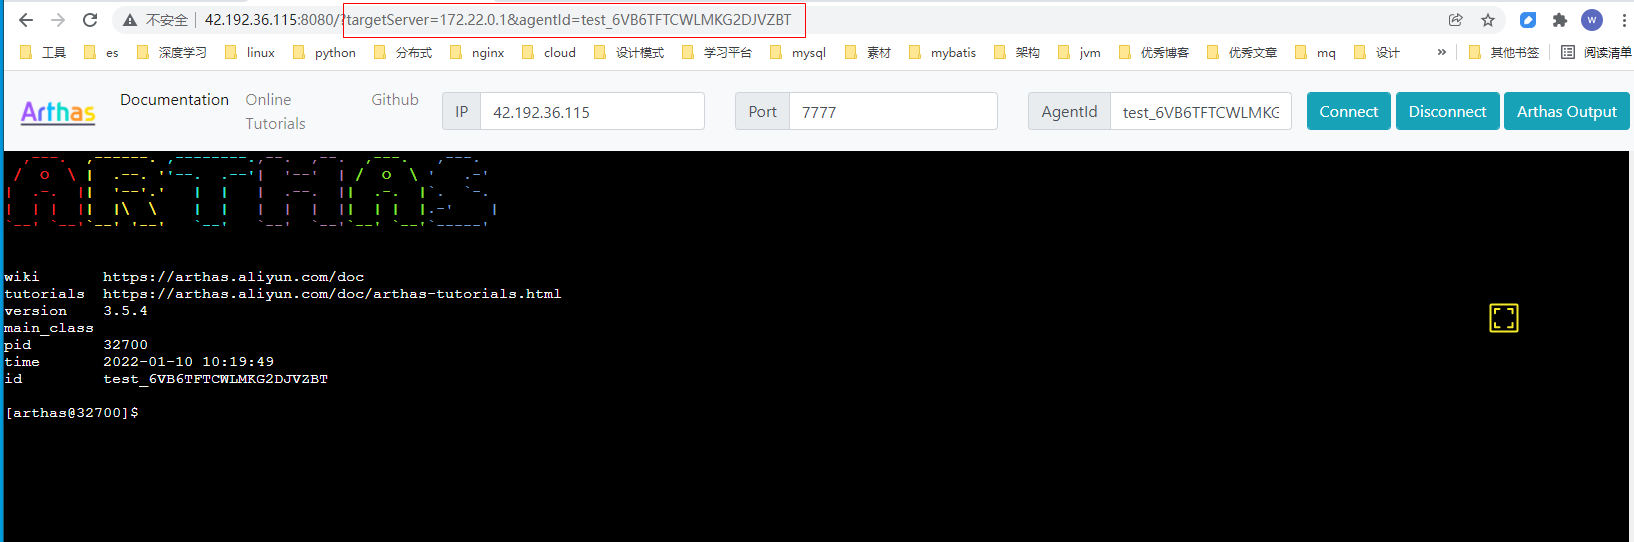 不安全 42.192.36.115:8080/?targetServer=172.22.0.1&agentId=test_6VB6TFTCWLMKG2DJVZBT W
工具 es 深度学习 linux python 分布式 nginx cloud 设计模式 学习平台 mysql 素材 mybatis 架构 jvm 优秀博客 优秀文章 mq 设计 » 其他书签 阅读清单
Arthas Documentation Online Tutorials Github IP 42.192.36.115 Port 7777 AgentId test_6VB6TFTCWLMKG Connect Disconnect Arthas Output
ARTHAS
wiki https://arthas.aliyun.com/doc
tutorials https://arthas.aliyun.com/doc/arthas-tutorials.html
version 3.5.4
main_class
pid 32700
time 2022-01-10 10:19:49
id test_6VB6TFTCWLMKG2DJVZBT
[arthas@32700]$